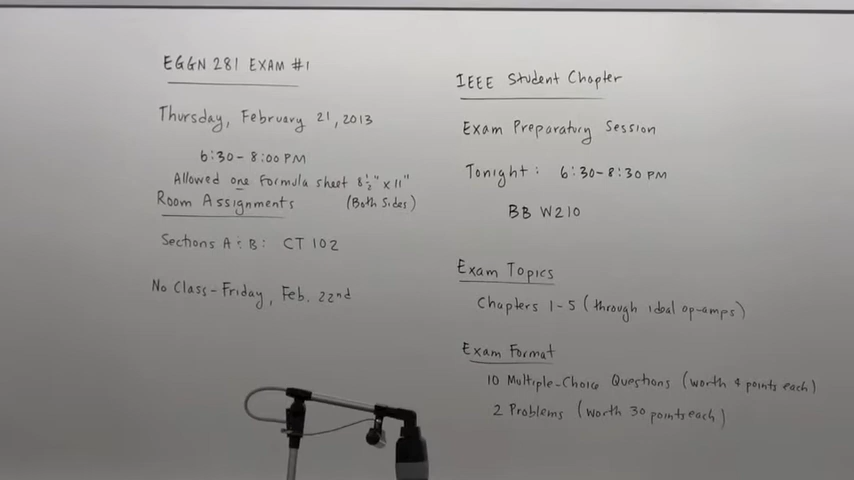 EGGN 281 EXAM #1
Thursday, February 21, 2013
6:30 - 8:00 PM
Allowed one formula sheet 8 1/2" x 11"
(Both Sides)
Room Assignments
Sections A & B: CT 102
No Class - Friday, Feb. 22nd
IEEE Student Chapter
Exam Preparatory Session
Tonight: 6:30 - 8:30 PM
BB W210
Exam Topics
Chapters 1-5 (through ideal op-amps)
Exam Format
10 Multiple-Choice Questions (worth 4 points each)
2 Problems (worth 30 points each)